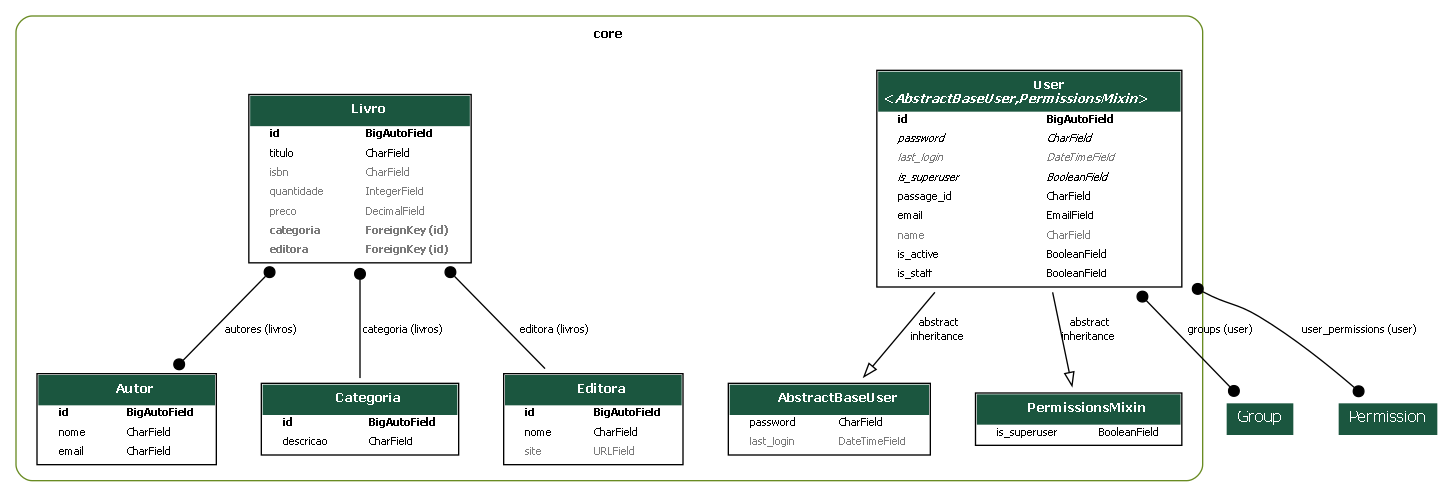 core
Livro
id BigAutoField
titulo CharField
isbn CharField
quantidade IntegerField
preco DecimalField
categoria ForeignKey (id)
editora ForeignKey (id)
User
<AbstractBaseUser,PermissionsMixin>
id BigAutoField
password CharField
last_login DateTimeField
is_superuser BooleanField
passage_id CharField
email EmailField
name CharField
is_active BooleanField
is_staff BooleanField
autores (livros)
categoria (livros)
editora (livros)
abstract
inheritance
abstract
inheritance
groups (user)
user_permissions (user)
Autor
id BigAutoField
nome CharField
email CharField
Categoria
id BigAutoField
descricao CharField
Editora
id BigAutoField
nome CharField
site URLField
AbstractBaseUser
password CharField
last_login DateTimeField
PermissionsMixin
is_superuser BooleanField
Group
Permission